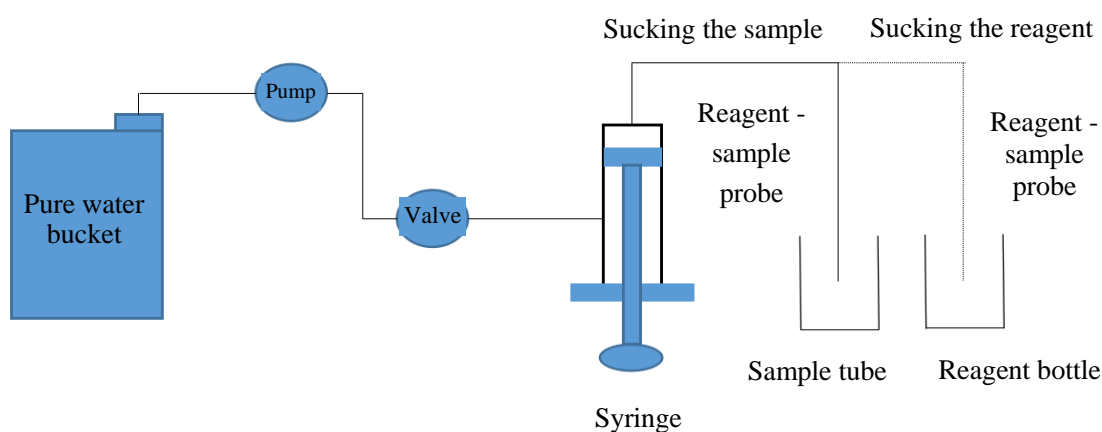 Sucking the sample
Sucking the reagent
Pump
Reagent -
sample
probe
Reagent -
sample
probe
Pure water
bucket
Valve
Sample tube
Reagent bottle
Syringe